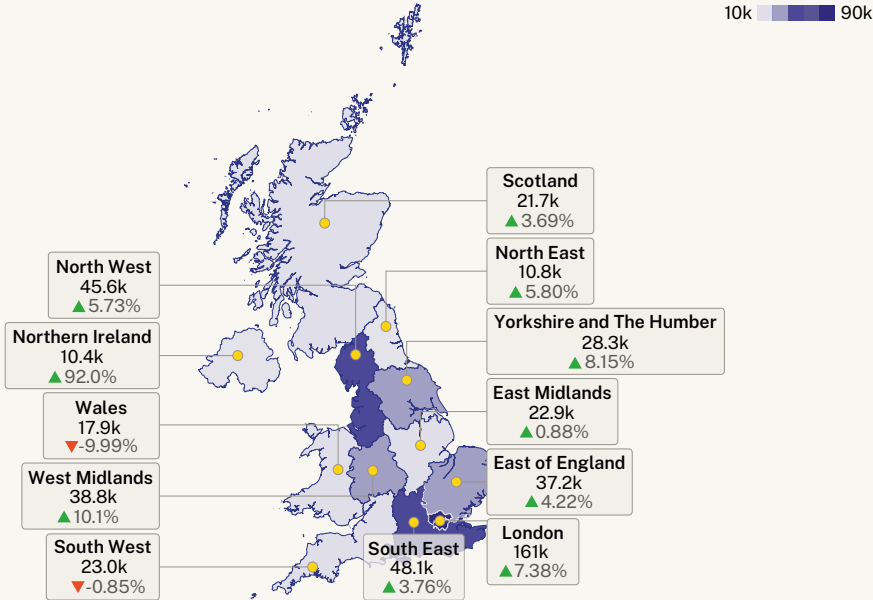 10k 90k
Scotland
21.7k
▲3.69%
North East
10.8k
▲5.80%
North West
45.6k
▲5.73%
Yorkshire and The Humber
28.3k
▲8.15%
Northern Ireland
10.4k
▲92.0%
East Midlands
22.9k
▲0.88%
Wales
17.9k
▼-9.99%
East of England
37.2k
▲4.22%
West Midlands
38.8k
▲10.1%
London
161k
▲7.38%
South West
23.0k
▼-0.85%
South East
48.1k
▲3.76%